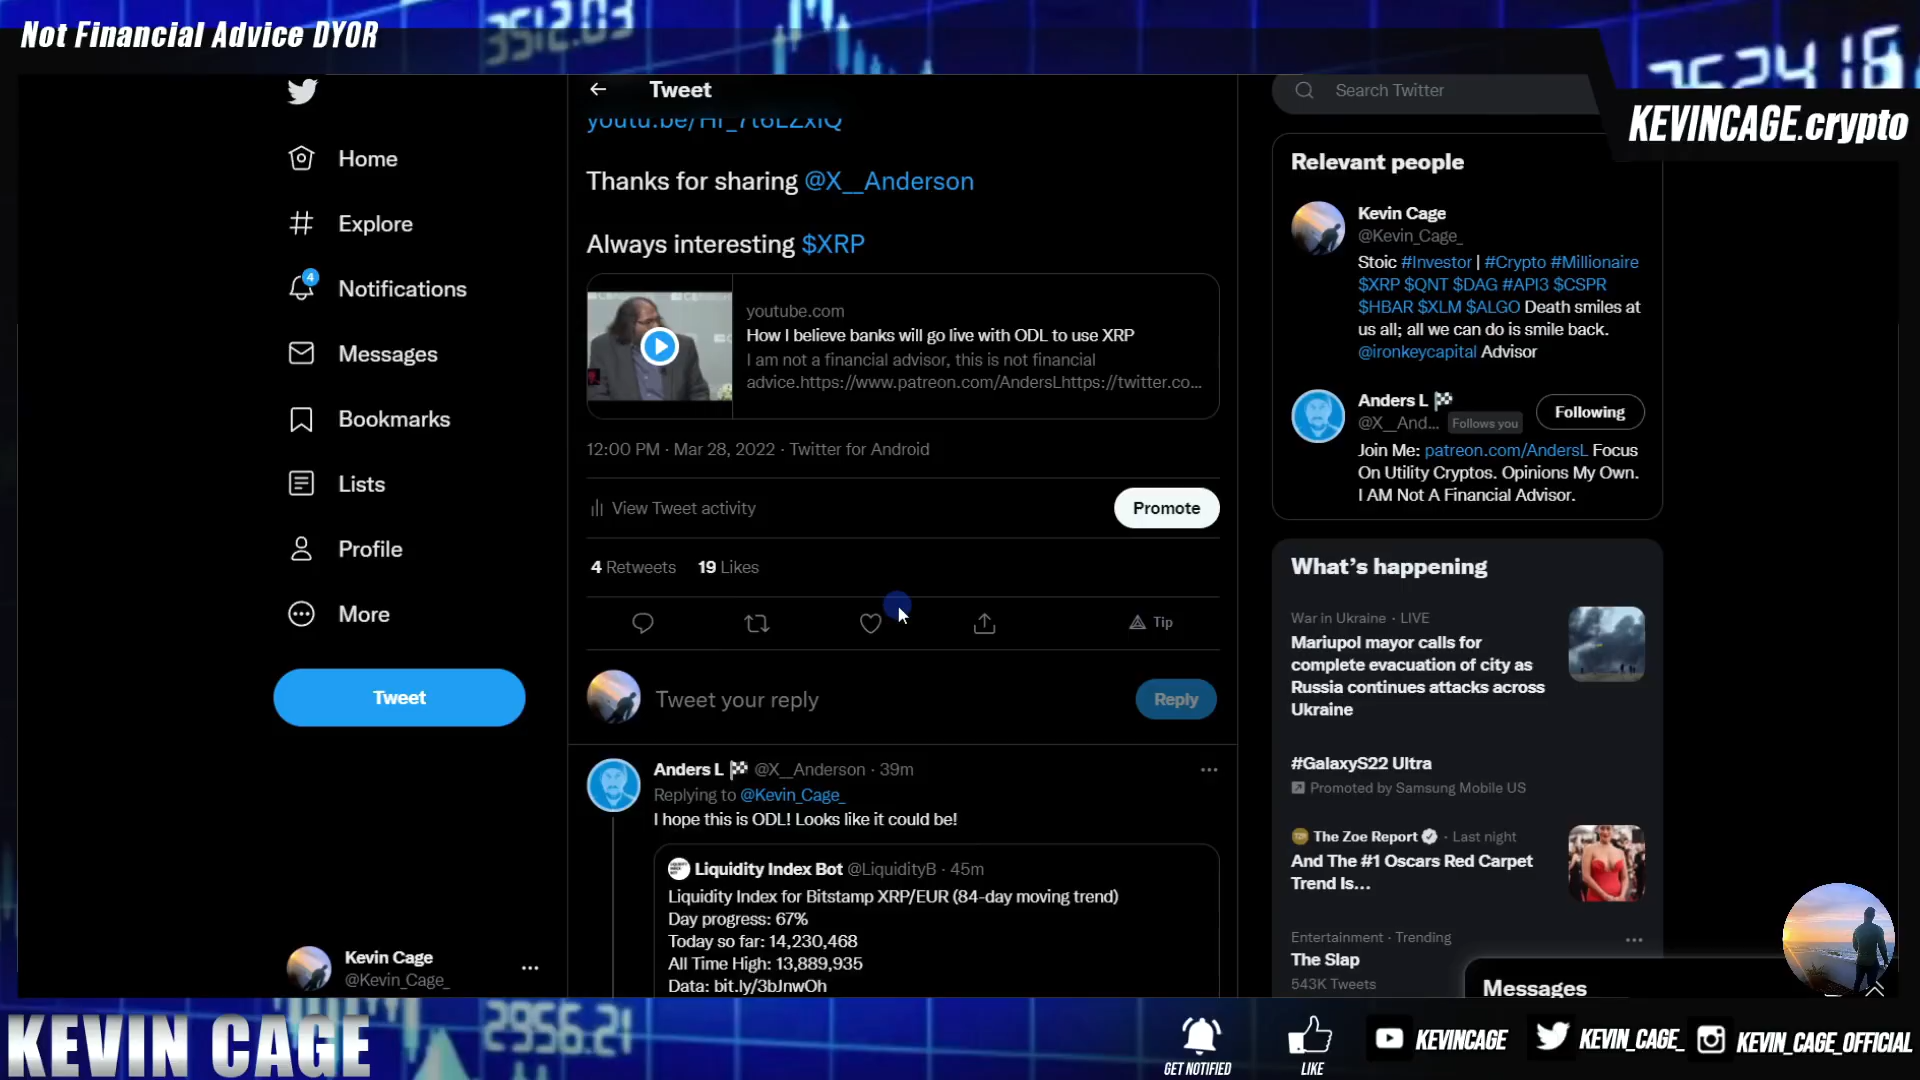 Not Financial Advice DYOR
3512.03
3524.16
KEVINCAGE.crypto
Home
Explore
4
Notifications
Messages
Bookmarks
Lists
Profile
More
Tweet
Kevin Cage
@Kevin_Cage_
Tweet
Thanks for sharing @X__Anderson
Always interesting $XRP
youtube.com
How I believe banks will go live with ODL to use XRP
I am not a financial advisor, this is not financial
advice.https://www.patreon.com/AndersLhttps://twitter.co...
12:00 PM · Mar 28, 2022 · Twitter for Android
View Tweet activity
Promote
4 Retweets 19 Likes
Tip
Tweet your reply
Reply
Anders L @X__Anderson · 39m
Replying to @Kevin_Cage_
I hope this is ODL! Looks like it could be!
Liquidity Index Bot @LiquidityB · 45m
Liquidity Index for Bitstamp XRP/EUR (84-day moving trend)
Day progress: 67%
Today so far: 14,230,468
All Time High: 13,889,935
Data: bit.ly/3bJnwOh
Search Twitter
Relevant people
Kevin Cage
@Kevin_Cage_
Stoic #Investor | #Crypto #Millionaire
$XRP $QNT $DAG #API3 $CSPR
$HBAR $XLM $ALGO Death smiles at
us all; all we can do is smile back.
@ironkeycapital Advisor
Anders L
@X__And... Follows you
Following
Join Me: patreon.com/AndersL Focus
On Utility Cryptos. Opinions My Own.
I AM Not A Financial Advisor.
What's happening
War in Ukraine · LIVE
Mariupol mayor calls for
complete evacuation of city as
Russia continues attacks across
Ukraine
#GalaxyS22 Ultra
Promoted by Samsung Mobile US
The Zoe Report · Last night
And The #1 Oscars Red Carpet
Trend Is...
Entertainment · Trending
The Slap
543K Tweets
Messages
KEVIN CAGE
2956.21
GET NOTIFIED
LIKE
KEVINCAGE
KEVIN_CAGE_
KEVIN_CAGE_OFFICIAL